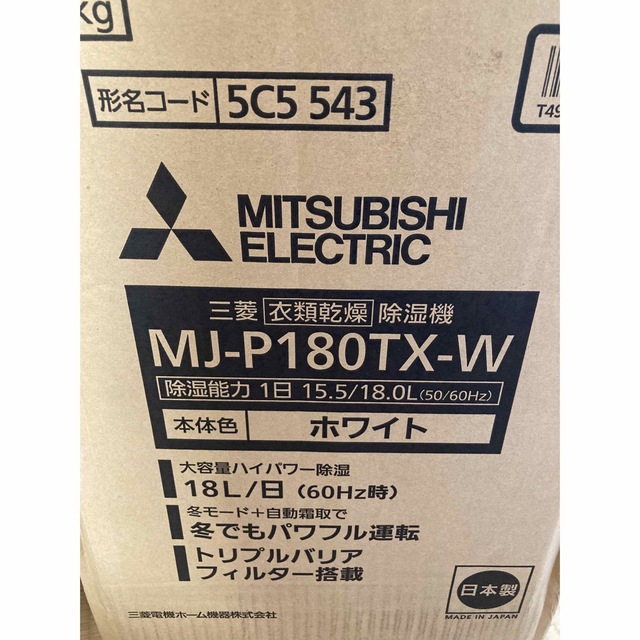 kg
形名コード 5C5 543
T49
MITSUBISHI
ELECTRIC
三菱 衣類乾燥 除湿機
MJ-P180TX-W
除湿能力 1日 15.5/18.0L(50/60Hz)
本体色 ホワイト
大容量ハイパワー除湿
18L/日（60Hz時）
冬モード＋自動霜取で
冬でもパワフル運転
トリプルバリア
フィルター搭載
日本製
MADE IN JAPAN
三菱電機ホーム機器株式会社